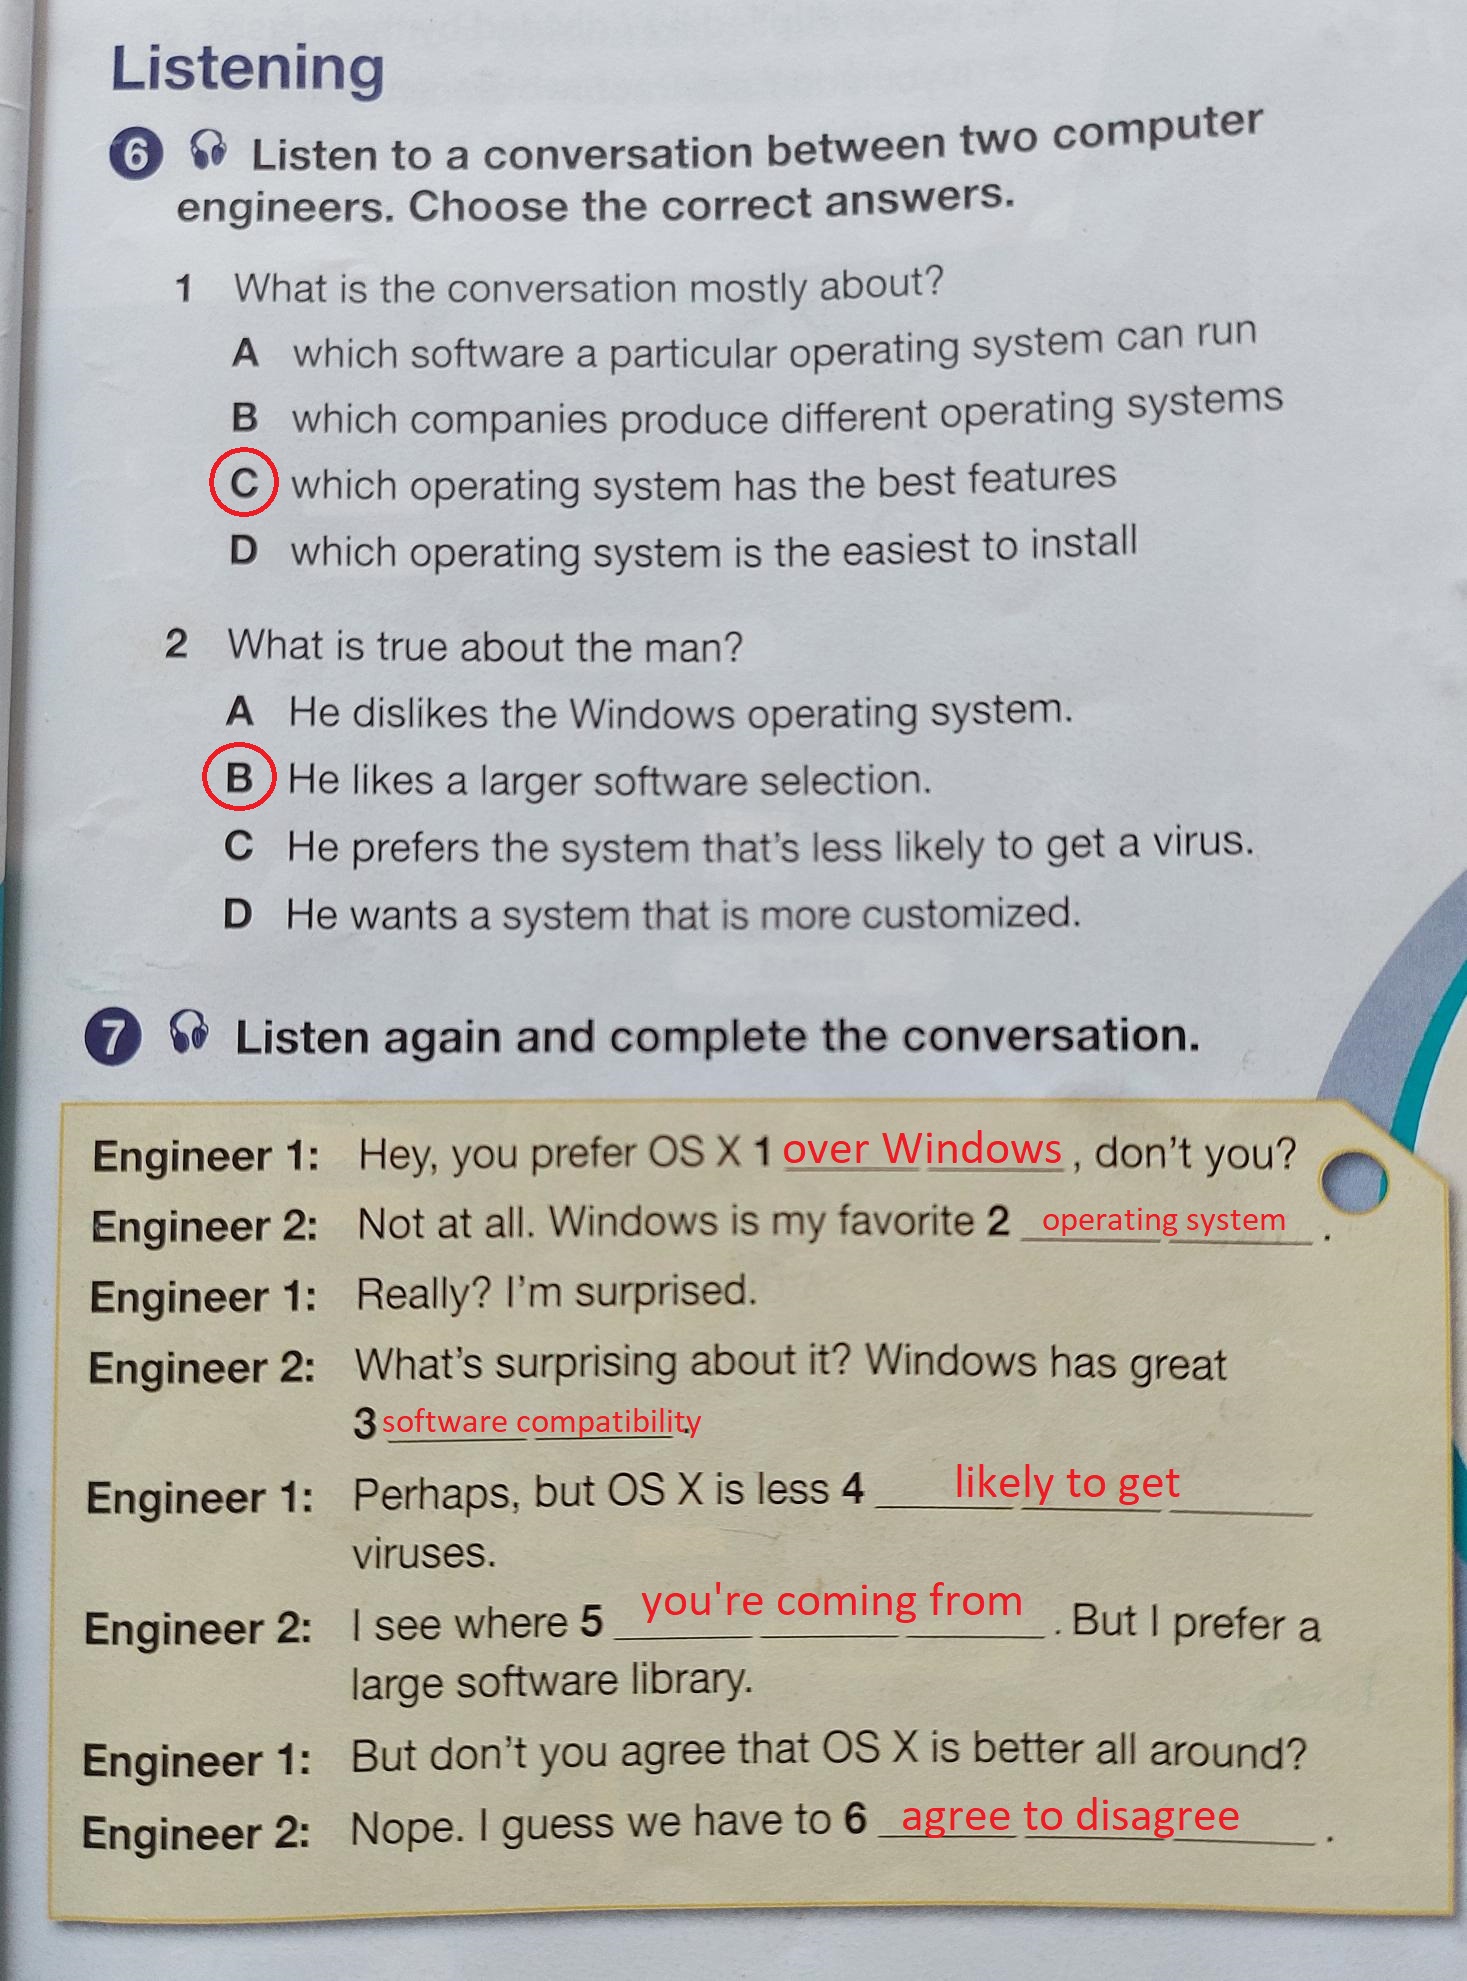 Listening
6 Listen to a conversation between two computer
engineers. Choose the correct answers.
1 What is the conversation mostly about?
A which software a particular operating system can run
B which companies produce different operating systems
C which operating system has the best features
D which operating system is the easiest to install
2 What is true about the man?
A He dislikes the Windows operating system.
B He likes a larger software selection.
C He prefers the system that's less likely to get a virus.
D He wants a system that is more customized.
7 Listen again and complete the conversation.
Engineer 1: Hey, you prefer OS X 1 over Windows, don't you?
Engineer 2: Not at all. Windows is my favorite 2 operating system.
Engineer 1: Really? I'm surprised.
Engineer 2: What's surprising about it? Windows has great
3 software compatibility.
Engineer 1: Perhaps, but OS X is less 4 likely to get
viruses.
Engineer 2: I see where 5 you're coming from. But I prefer a
large software library.
Engineer 1: But don't you agree that OS X is better all around?
Engineer 2: Nope. I guess we have to 6 agree to disagree.